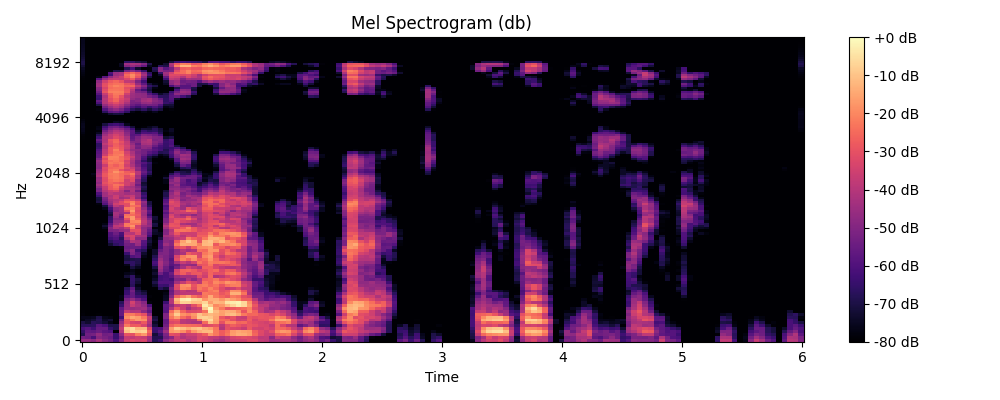 Mel Spectrogram (db)
Hz
8192
4096
2048
1024
512
0
0 1 2 3 4 5 6
Time
+0 dB
-10 dB
-20 dB
-30 dB
-40 dB
-50 dB
-60 dB
-70 dB
-80 dB